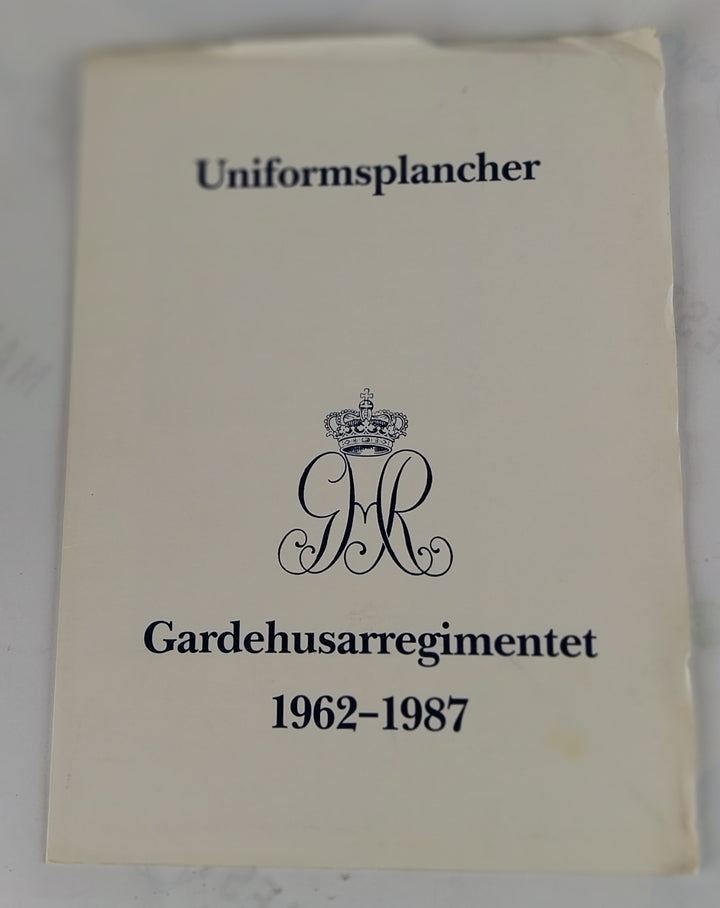 Uniformsplancher
GHR
Gardehusarregimentet
1962-1987